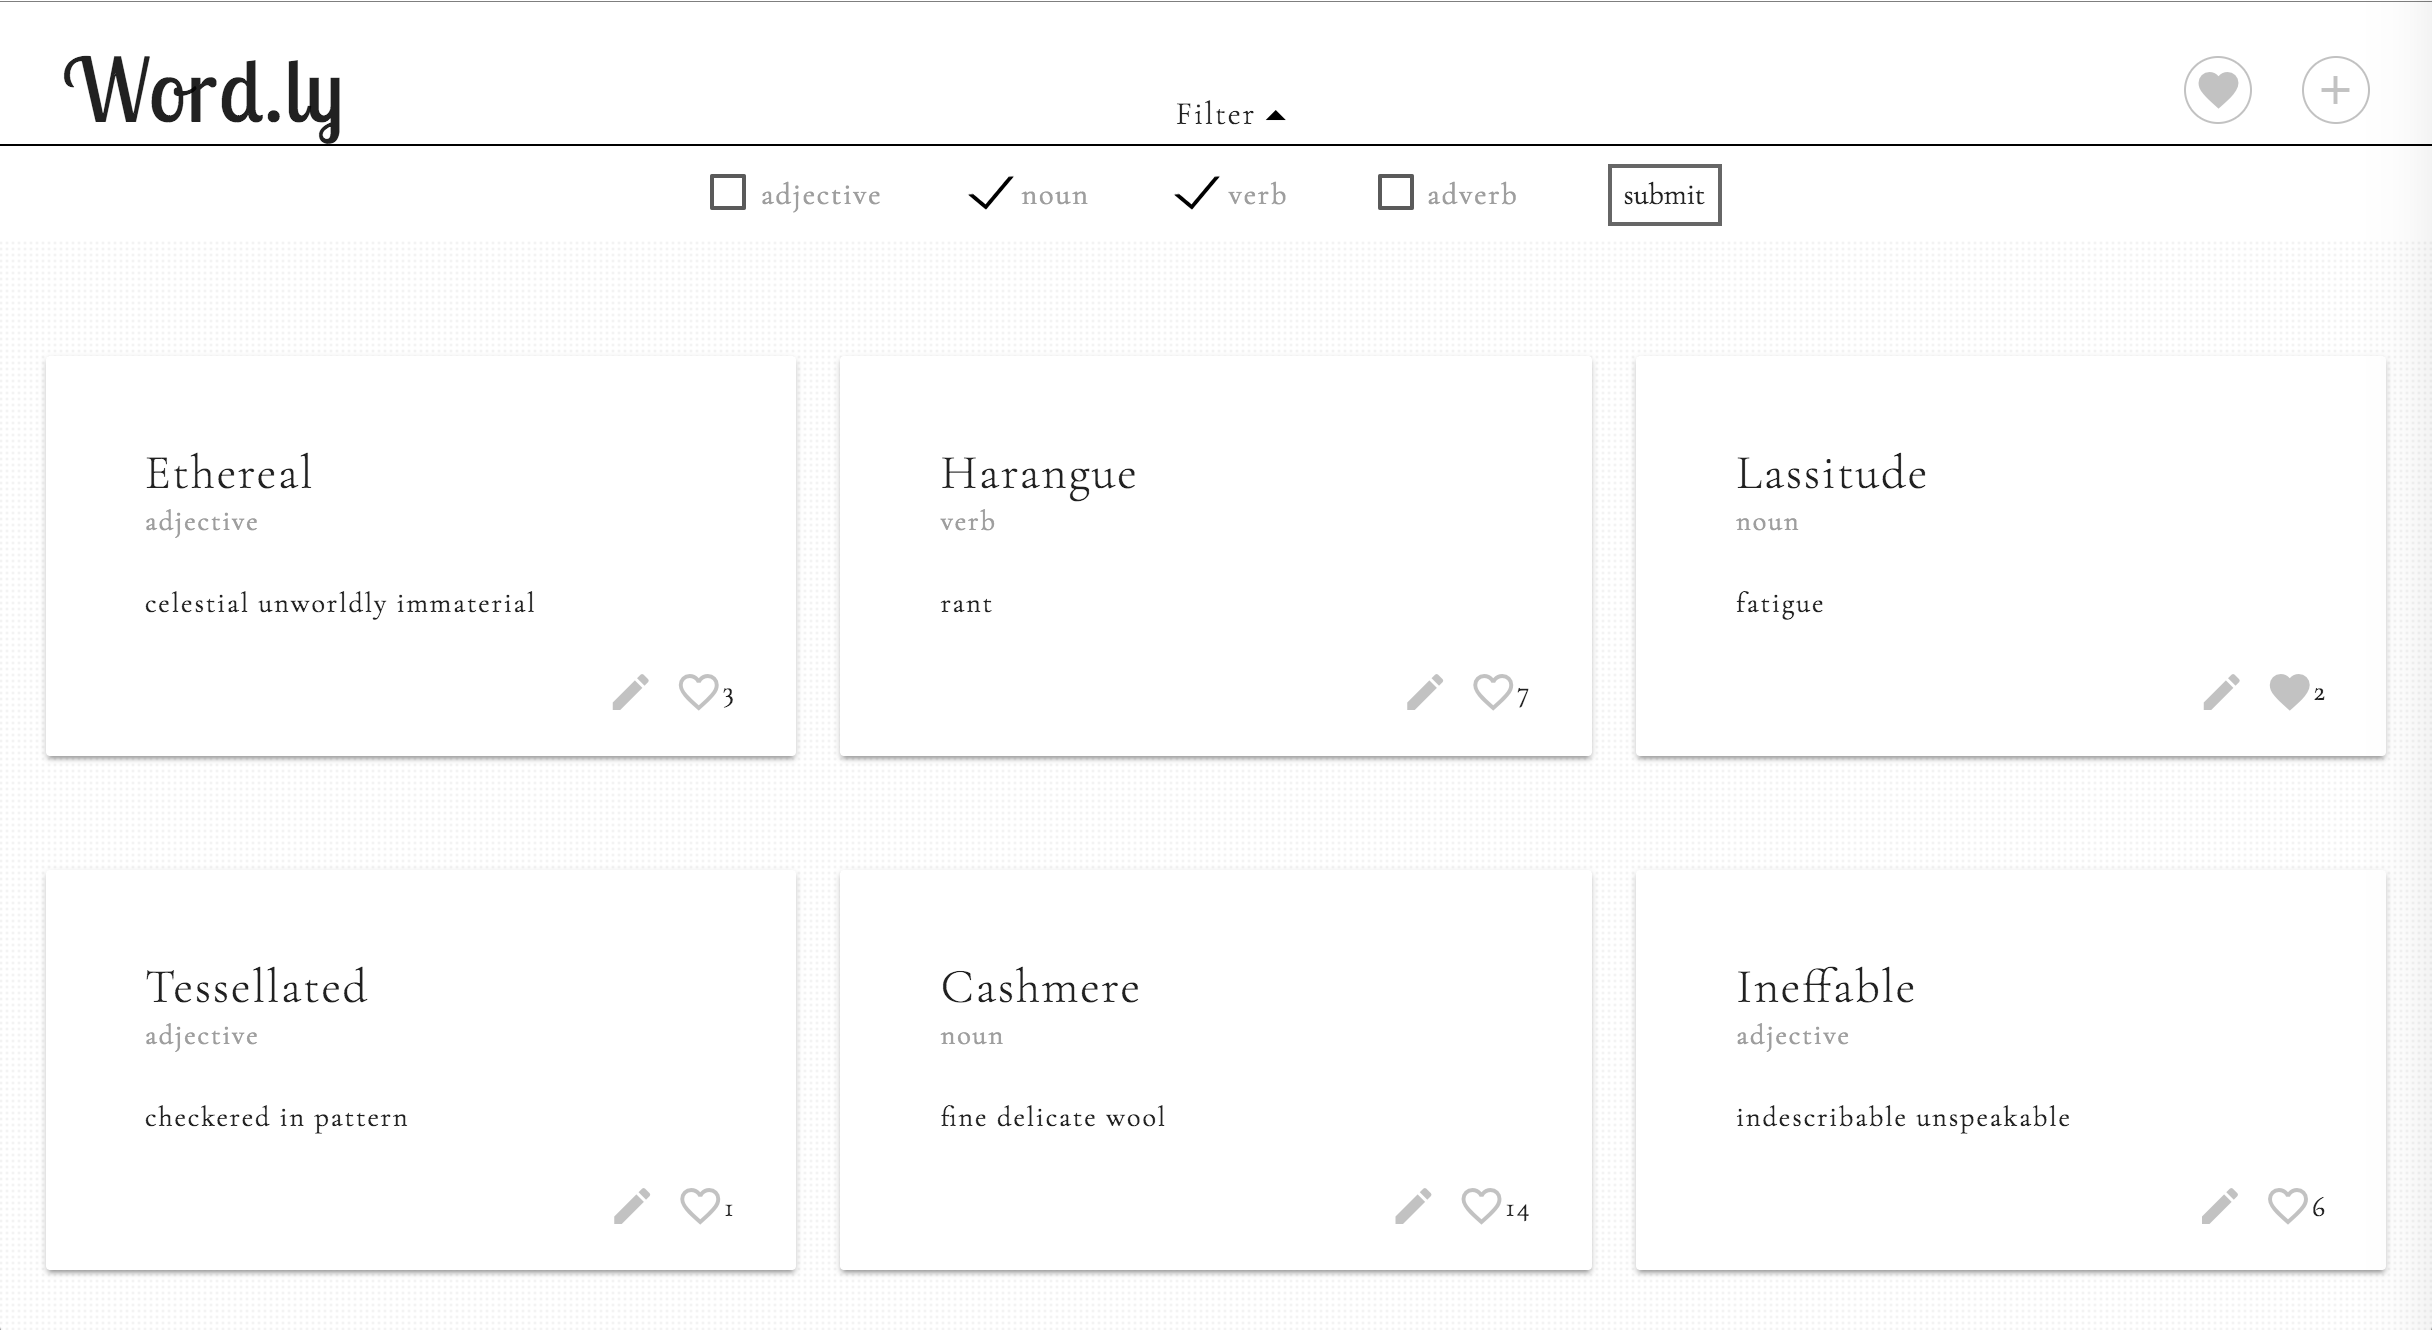 Word.ly
Filter
adjective noun verb adverb submit
Ethereal
adjective
celestial unworldly immaterial
3
Harangue
verb
rant
7
Lassitude
noun
fatigue
2
Tessellated
adjective
checkered in pattern
1
Cashmere
noun
fine delicate wool
14
Ineffable
adjective
indescribable unspeakable
6